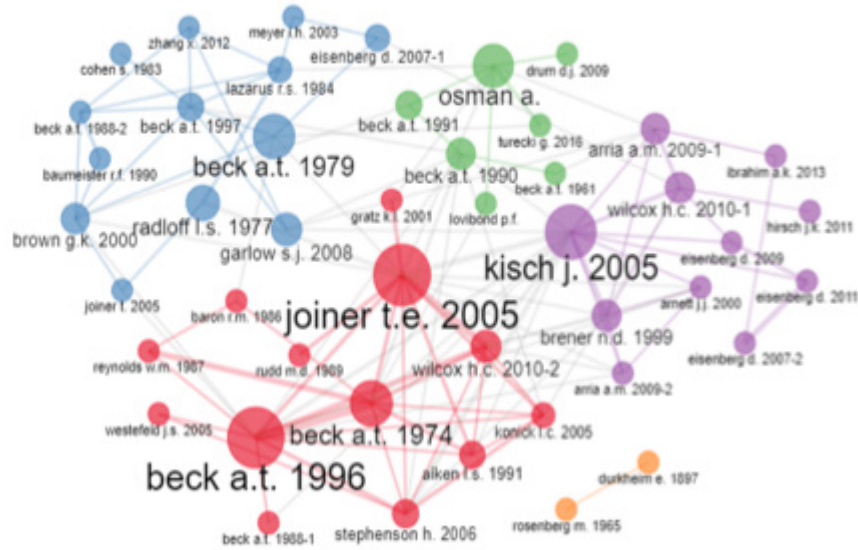 meyer i.h. 2003
zhang x. 2012
eisenberg d. 2007-1
cohen s. 1983
lazarus r.s. 1984
drum d.j. 2009
osman a.
beck a.t. 1988-2
beck a.t. 1997
beck a.t. 1991
turecki g. 2016
arria a.m. 2009-1
beck a.t. 1979
baumeister r.f. 1990
beck a.t. 1990
ibrahim a.k. 2013
beck a.t. 1961
wilcox h.c. 2010-1
gratz k.l. 2001
lovibond p.f.
radloff l.s. 1977
brown g.k. 2000
garlow s.j. 2008
hirsch j.k. 2011
kisch j. 2005
eisenberg d. 2009
joiner t. 2005
arnett j.j. 2000
eisenberg d. 2011
baron r.m. 1986
joiner t.e. 2005
brener n.d. 1999
eisenberg d. 2007-2
reynolds w.m. 1987
rudd m.d. 1989
wilcox h.c. 2010-2
arria a.m. 2009-2
westefeld j.s. 2005
beck a.t. 1974
konick l.c. 2005
beck a.t. 1996
aiken l.s. 1991
durkheim e. 1897
rosenberg m. 1965
beck a.t. 1988-1
stephenson h. 2006